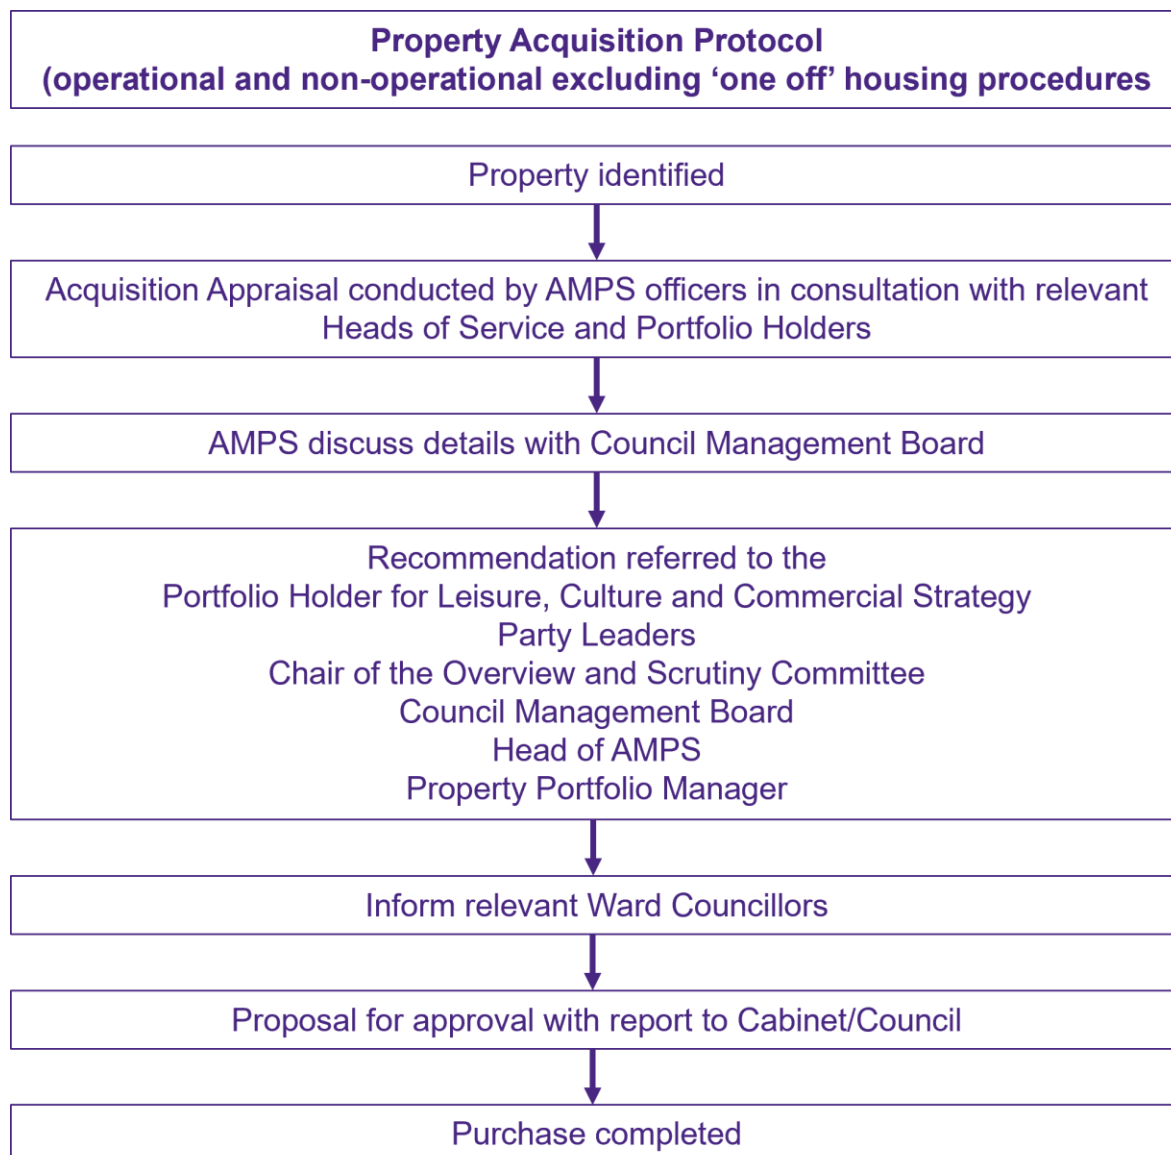 Property Acquisition Protocol
(operational and non-operational excluding ‘one off’ housing procedures
Property identified
Acquisition Appraisal conducted by AMPS officers in consultation with relevant
Heads of Service and Portfolio Holders
AMPS discuss details with Council Management Board
Recommendation referred to the
Portfolio Holder for Leisure, Culture and Commercial Strategy
Party Leaders
Chair of the Overview and Scrutiny Committee
Council Management Board
Head of AMPS
Property Portfolio Manager
Inform relevant Ward Councillors
Proposal for approval with report to Cabinet/Council
Purchase completed